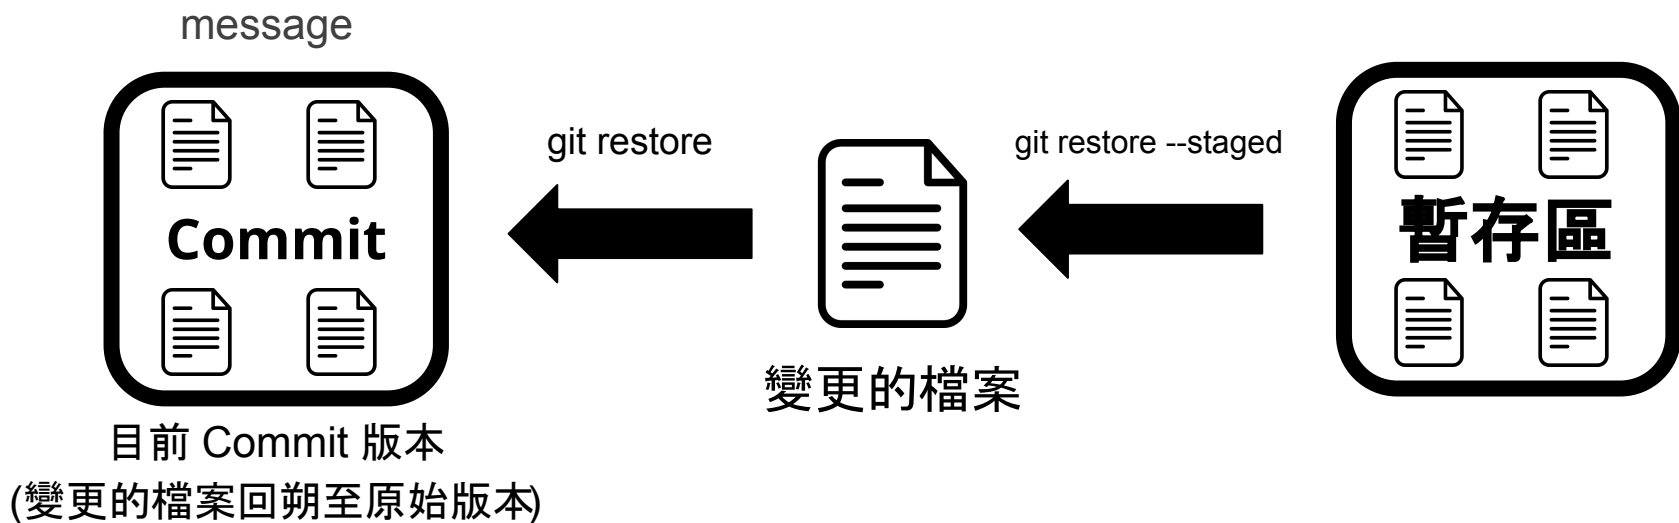 message
Commit
目前 Commit 版本
(變更的檔案回朔至原始版本)
git restore
變更的檔案
git restore --staged
暫存區